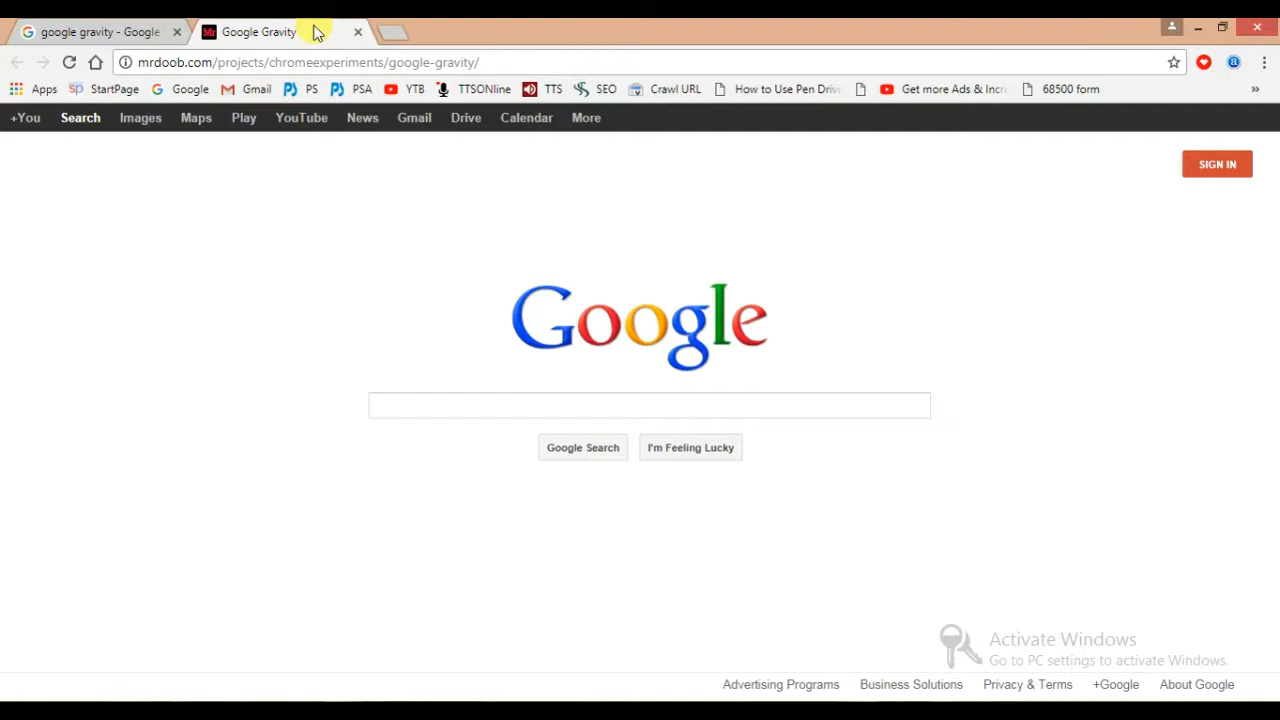 google gravity - Google
Google Gravity
mrdoob.com/projects/chromeexperiments/google-gravity/
Apps StartPage Google Gmail PS PSA YTB TTSOnline TTS SEO Crawl URL How to Use Pen Driv Get more Ads & Incr 68500 form »
+You Search Images Maps Play YouTube News Gmail Drive Calendar More
SIGN IN
Google
Google Search I'm Feeling Lucky
Activate Windows
Go to PC settings to activate Windows.
Advertising Programs Business Solutions Privacy & Terms +Google About Google